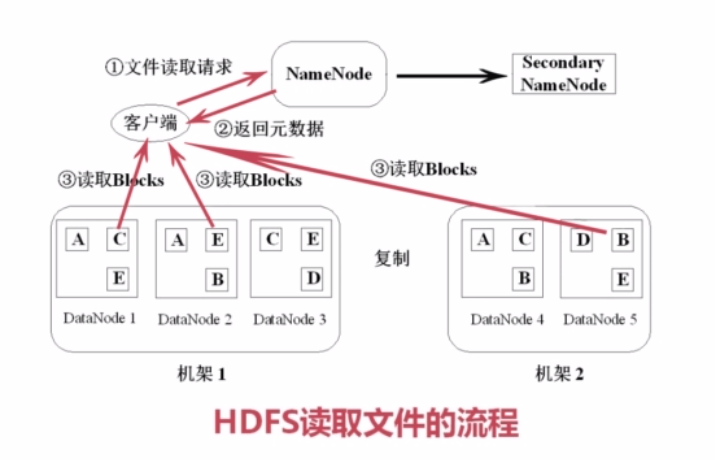 ①文件读取请求
NameNode
Secondary
NameNode
客户端
②返回元数据
③读取Blocks
③读取Blocks
③读取Blocks
A C
E
A E
B
C E
D
复制
A C
B
D B
E
DataNode 1
DataNode 2
DataNode 3
DataNode 4
DataNode 5
机架 1
机架 2
HDFS读取文件的流程